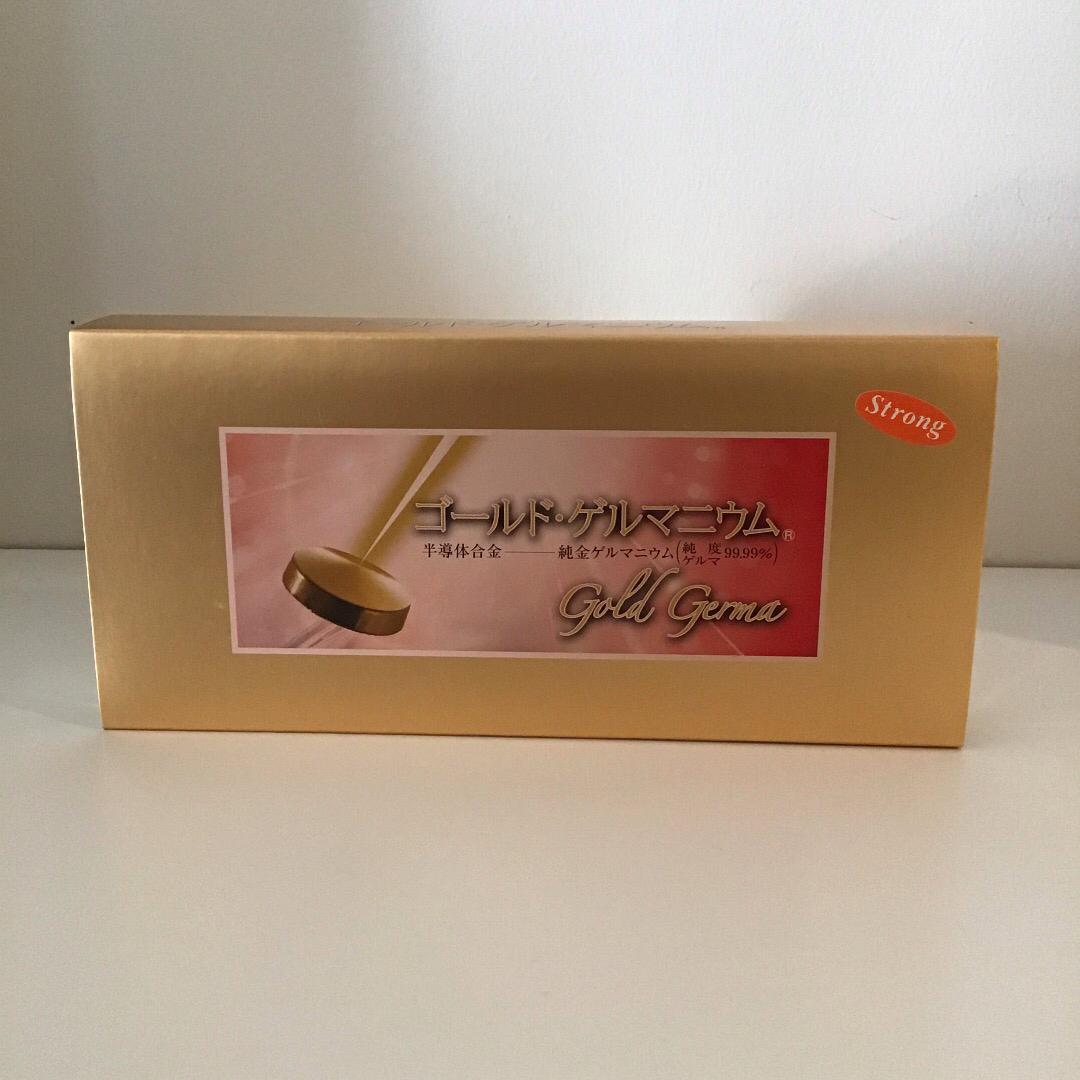 Strong
ゴールド・ゲルマニウム®
半導体合金———純金ゲルマニウム(純度ゲルマ99.99%)
Gold Germa